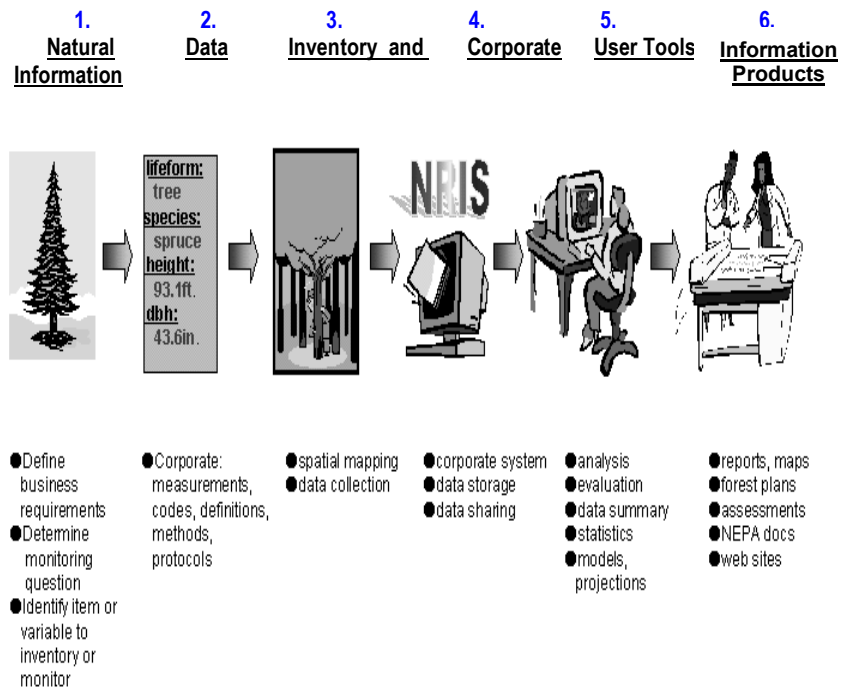 1.
Natural
Information
2.
Data
3.
Inventory and
4.
Corporate
5.
User Tools
6.
Information
Products
lifeform:
tree
species:
spruce
height:
93.1ft.
dbh:
43.6in.
NRIS
●Define
business
requirements
●Determine
monitoring
question
●Identify item or
variable to
inventory or
monitor
●Corporate:
measurements,
codes, definitions,
methods,
protocols
●spatial mapping
●data collection
●corporate system
●data storage
●data sharing
●analysis
●evaluation
●data summary
●statistics
●models,
projections
●reports, maps
●forest plans
●assessments
●NEPA docs
●web sites